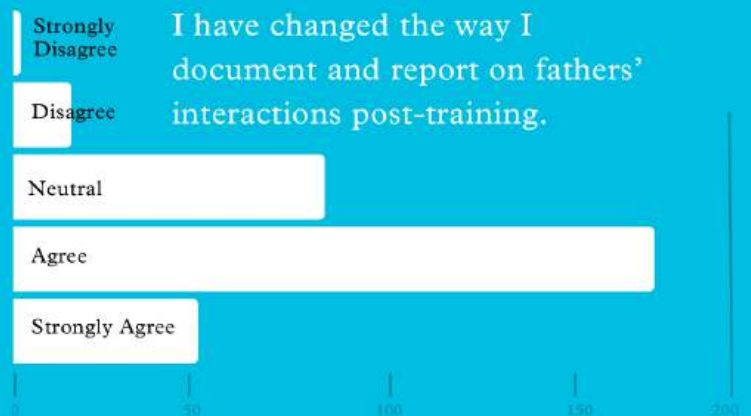 Strongly
Disagree
I have changed the way I
document and report on fathers’
interactions post-training.
Disagree
Neutral
Agree
Strongly Agree
0 50 100 150 200